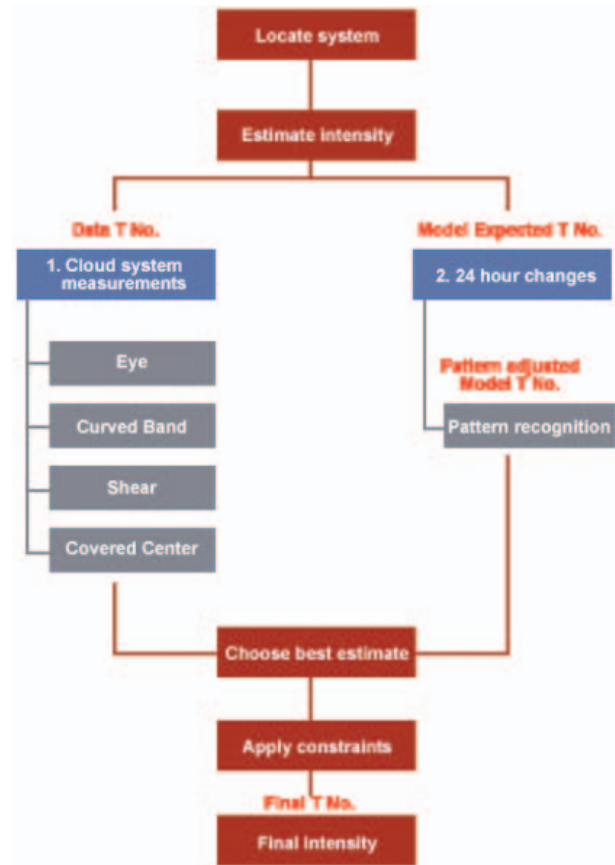 Locate system
Estimate intensity
Data T No.
1. Cloud system
measurements
Eye
Curved Band
Shear
Covered Center
Model Expected T No.
2. 24 hour changes
Pattern adjusted
Model T No.
Pattern recognition
Choose best estimate
Apply constraints
Final T No.
Final intensity